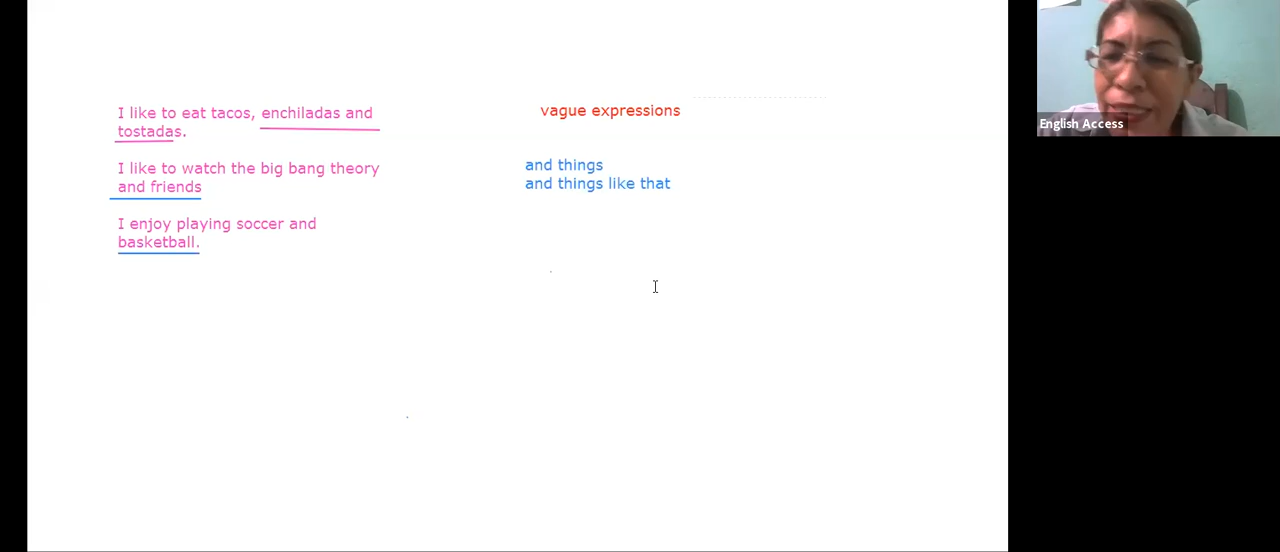 I like to eat tacos, enchiladas and
tostadas.
I like to watch the big bang theory
and friends
I enjoy playing soccer and
basketball.
vague expressions
and things
and things like that
English Access